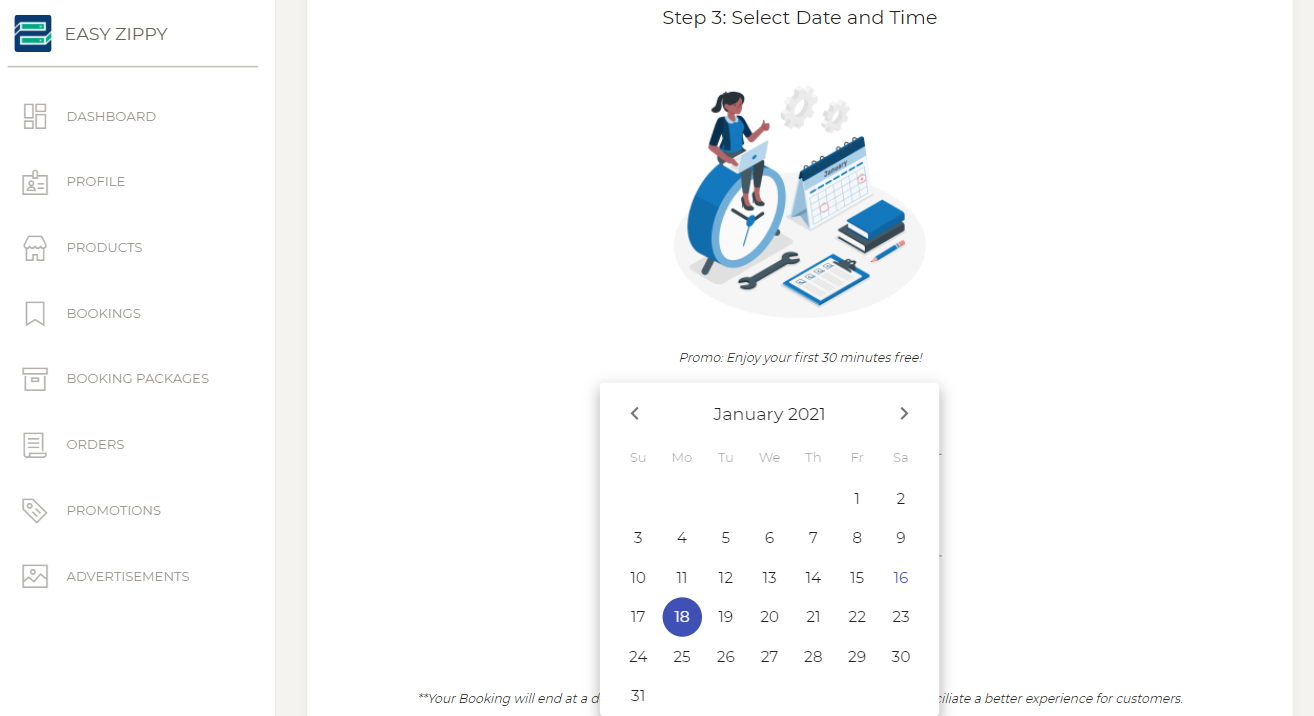 EASY ZIPPY
DASHBOARD
PROFILE
PRODUCTS
BOOKINGS
BOOKING PACKAGES
ORDERS
PROMOTIONS
ADVERTISEMENTS
Step 3: Select Date and Time
January
Promo: Enjoy your first 30 minutes free!
January 2021
Su Mo Tu We Th Fr Sa
1 2
3 4 5 6 7 8 9
10 11 12 13 14 15 16
17 18 19 20 21 22 23
24 25 26 27 28 29 30
31
**Your Booking will end at a a better experience for customers.